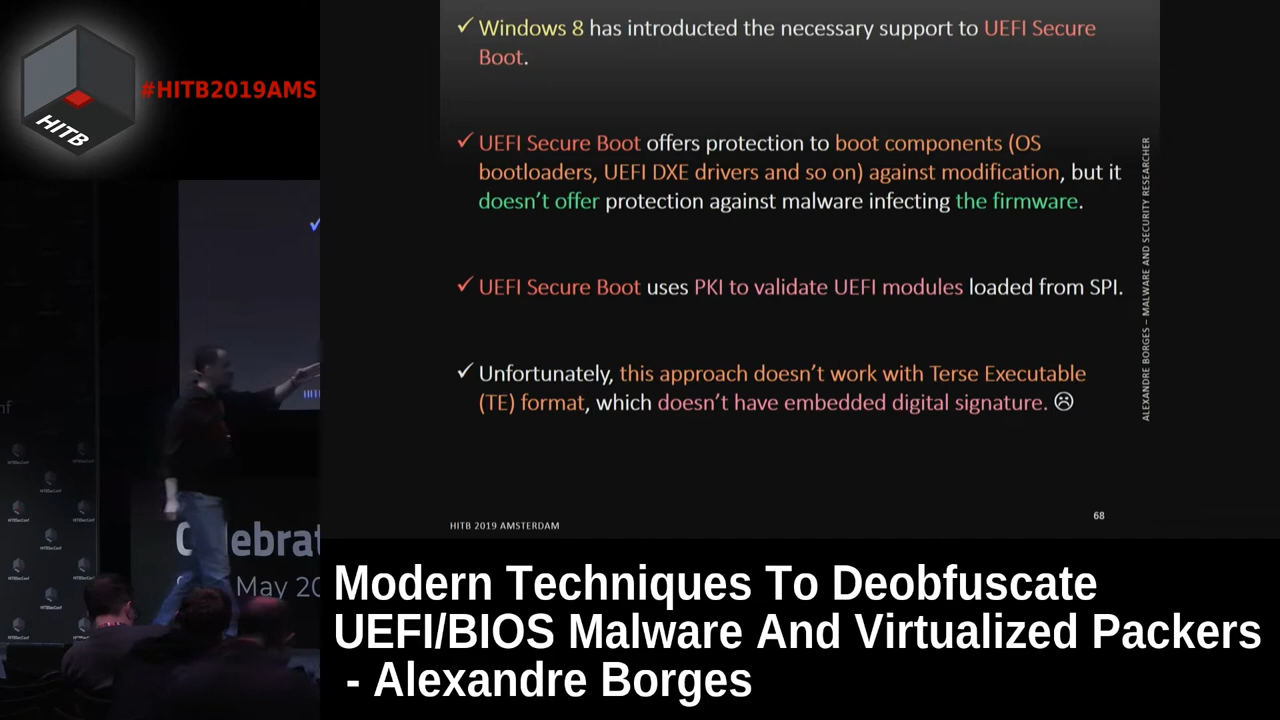 HITB
#HITB2019AMS
✓ Windows 8 has introducted the necessary support to UEFI Secure
Boot.
✓ UEFI Secure Boot offers protection to boot components (OS
bootloaders, UEFI DXE drivers and so on) against modification, but it
doesn't offer protection against malware infecting the firmware.
✓ UEFI Secure Boot uses PKI to validate UEFI modules loaded from SPI.
✓ Unfortunately, this approach doesn't work with Terse Executable
(TE) format, which doesn't have embedded digital signature. ☹
ALEXANDRE BORGES – MALWARE AND SECURITY RESEARCHER
HITB 2019 AMSTERDAM
68
ebrat
May 20
Modern Techniques To Deobfuscate
UEFI/BIOS Malware And Virtualized Packers
- Alexandre Borges